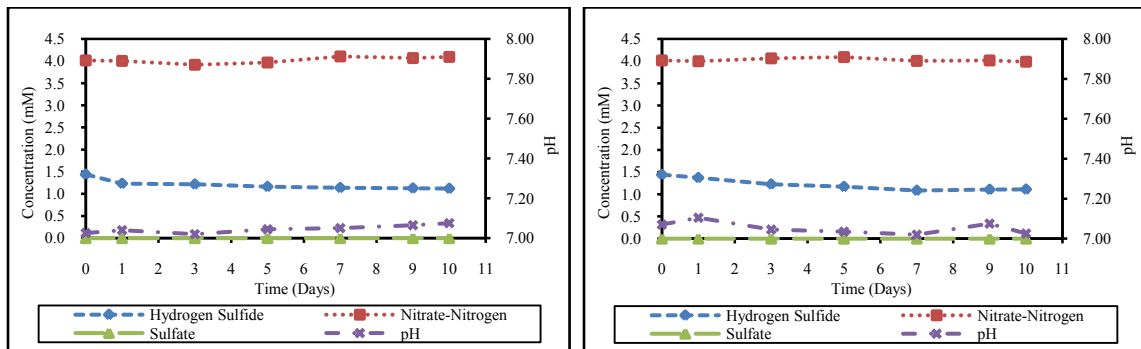 4.5 8.00
4.0 7.80
3.5
3.0 7.60
2.5
2.0 7.40
1.5
1.0 7.20
0.5
0.0 7.00
Concentration (mM)
pH
0 1 2 3 4 5 6 7 8 9 10 11
Time (Days)
Hydrogen Sulfide Nitrate-Nitrogen
Sulfate pH
4.5 8.00
4.0 7.80
3.5
3.0 7.60
2.5
2.0 7.40
1.5
1.0 7.20
0.5
0.0 7.00
Concentration (mM)
pH
0 1 2 3 4 5 6 7 8 9 10 11
Time (Days)
Hydrogen Sulfide Nitrate-Nitrogen
Sulfate pH